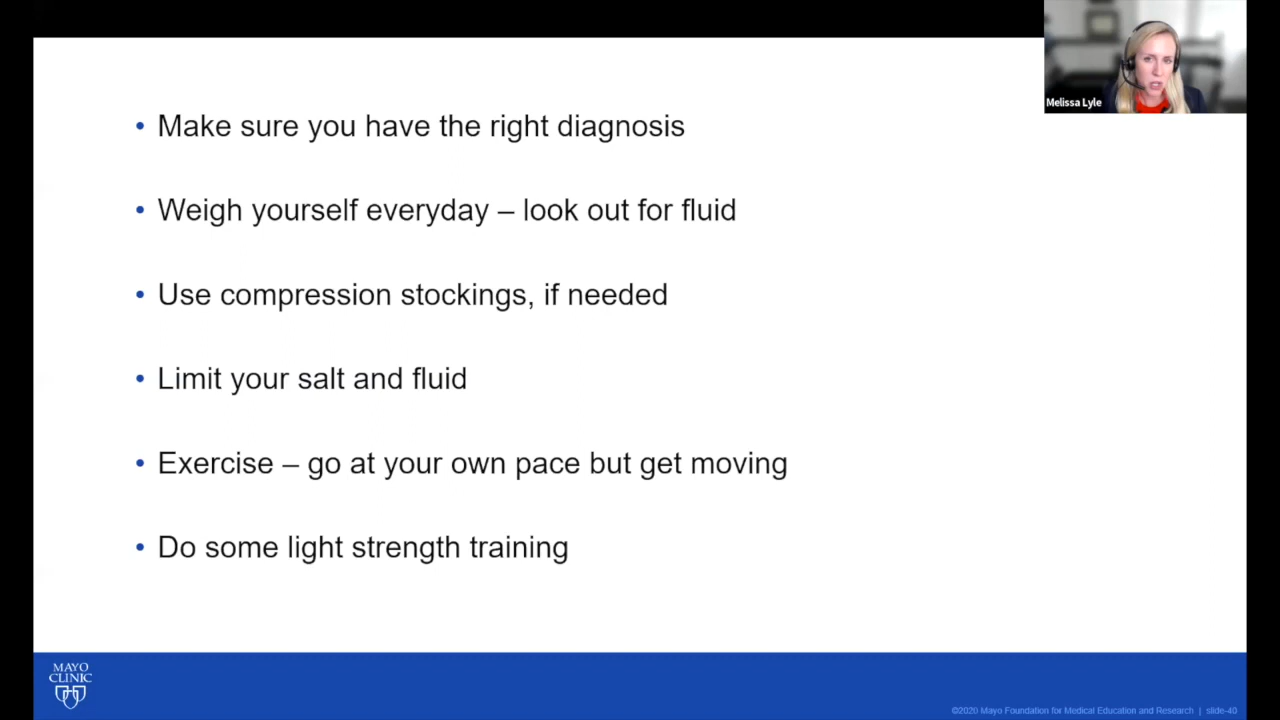 Melissa Lyle
• Make sure you have the right diagnosis
• Weigh yourself everyday – look out for fluid
• Use compression stockings, if needed
• Limit your salt and fluid
• Exercise – go at your own pace but get moving
• Do some light strength training
MAYO
CLINIC
©2020 Mayo Foundation for Medical Education and Research | slide-40